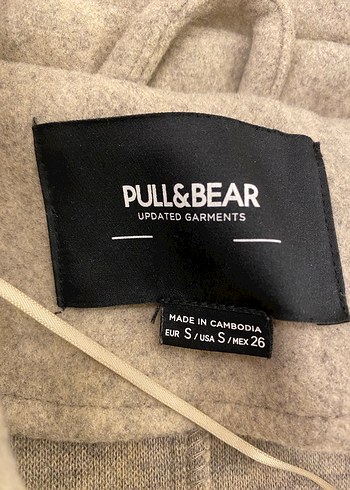 PULL&BEAR
UPDATED GARMENTS
MADE IN CAMBODIA
EUR S / USA S / MEX 26